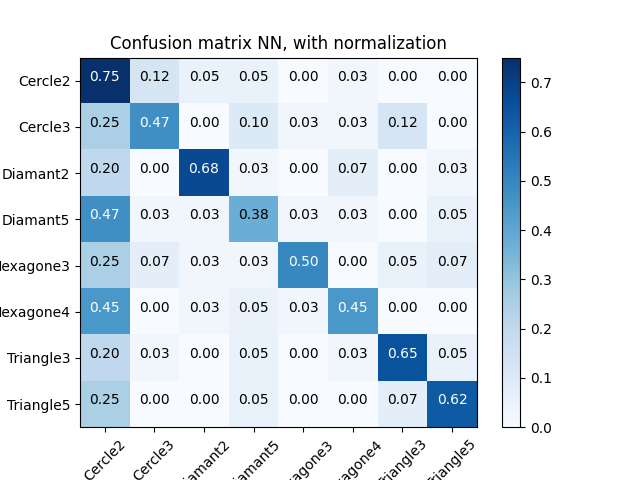 Confusion matrix NN, with normalization
Cercle2 0.75 0.12 0.05 0.05 0.00 0.03 0.00 0.00
Cercle3 0.25 0.47 0.00 0.10 0.03 0.03 0.12 0.00
Diamant2 0.20 0.00 0.68 0.03 0.00 0.07 0.00 0.03
Diamant5 0.47 0.03 0.03 0.38 0.03 0.03 0.00 0.05
exagone3 0.25 0.07 0.03 0.03 0.50 0.00 0.05 0.07
exagone4 0.45 0.00 0.03 0.05 0.03 0.45 0.00 0.00
Triangle3 0.20 0.03 0.00 0.05 0.00 0.03 0.65 0.05
Triangle5 0.25 0.00 0.00 0.05 0.00 0.00 0.07 0.62
Cercle2 Cercle3 iamant2 iamant5 xagone3 xagone4 riangle3 riangle5
0.7
0.6
0.5
0.4
0.3
0.2
0.1
0.0